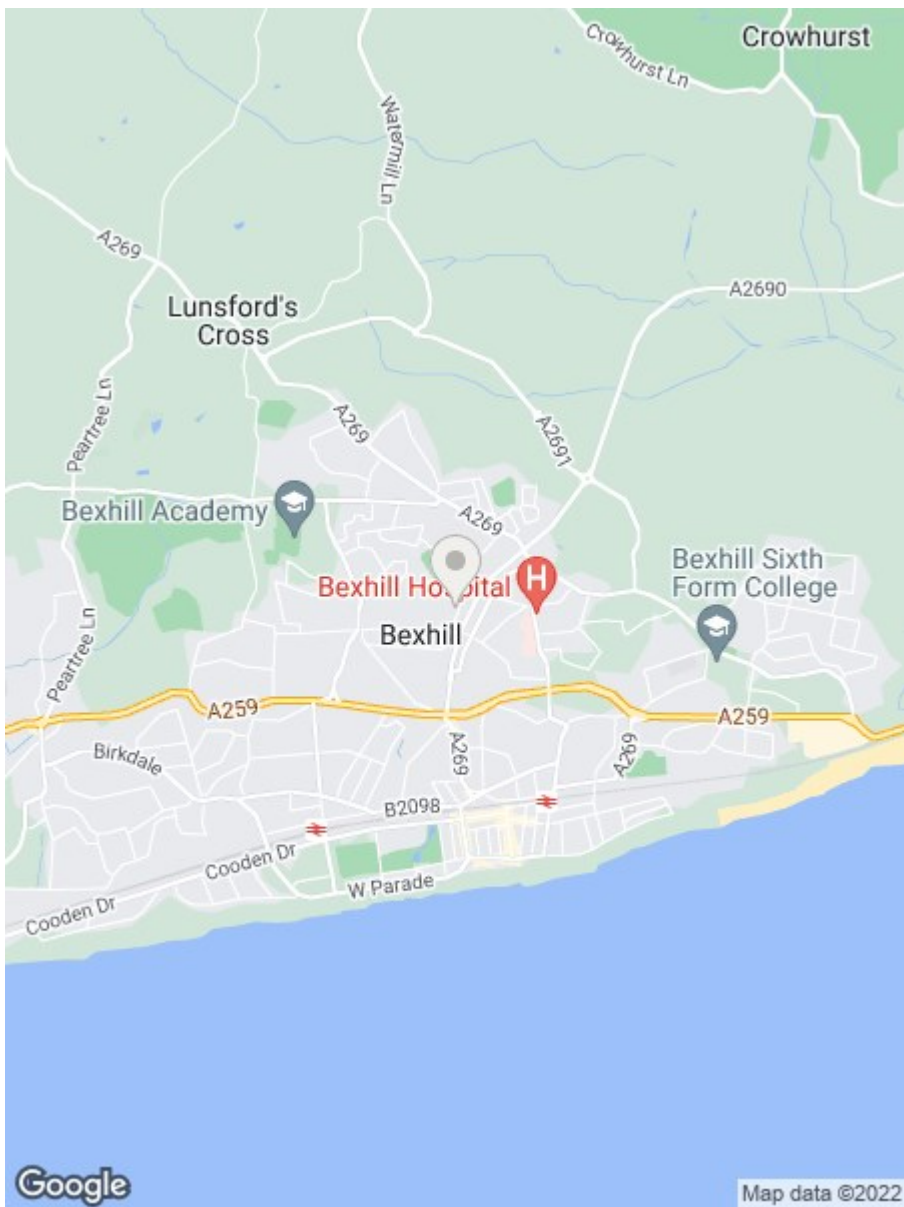 Crowhurst
Crowhurst Ln
Watermill Ln
A269
A2690
Lunsford's
Cross
Peartree Ln
A269
A2691
Bexhill Academy
A269
Bexhill Sixth
Form College
Bexhill Hospital
H
Bexhill
Peartree Ln
A259
A259
Birkdale
A269
A269
B2098
Cooden Dr
W Parade
Cooden Dr
Google
Map data ©2022